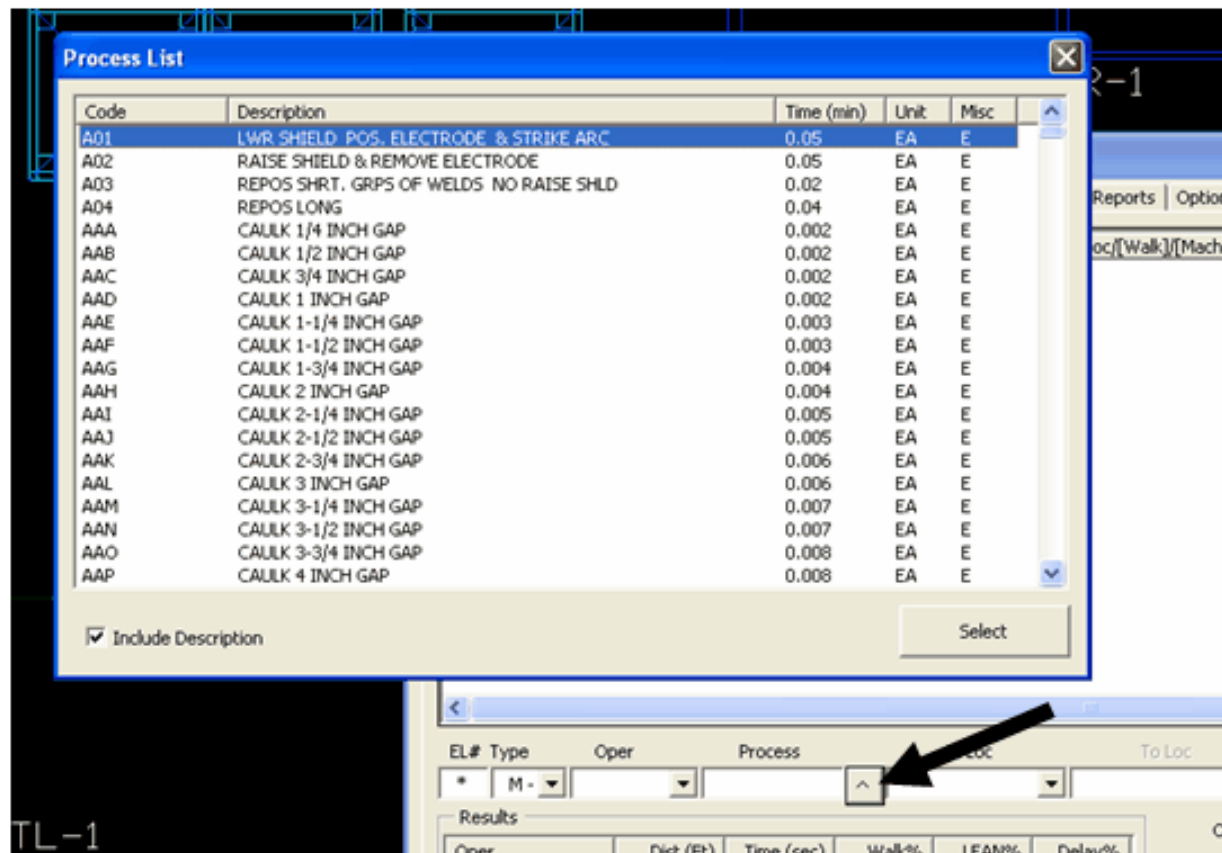 Process List
R-1
Code Description Time (min) Unit Misc
A01 LWR SHIELD POS. ELECTRODE & STRIKE ARC 0.05 EA E
A02 RAISE SHIELD & REMOVE ELECTRODE 0.05 EA E
A03 REPOS SHRT. GRPS OF WELDS NO RAISE SHLD 0.02 EA E
Reports Option
A04 REPOS LONG 0.04 EA E
AAA CAULK 1/4 INCH GAP 0.002 EA E
oc/[Walk]/[Mach
AAB CAULK 1/2 INCH GAP 0.002 EA E
AAC CAULK 3/4 INCH GAP 0.002 EA E
AAD CAULK 1 INCH GAP 0.002 EA E
AAE CAULK 1-1/4 INCH GAP 0.003 EA E
AAF CAULK 1-1/2 INCH GAP 0.003 EA E
AAG CAULK 1-3/4 INCH GAP 0.004 EA E
AAH CAULK 2 INCH GAP 0.004 EA E
AAI CAULK 2-1/4 INCH GAP 0.005 EA E
AAJ CAULK 2-1/2 INCH GAP 0.005 EA E
AAK CAULK 2-3/4 INCH GAP 0.006 EA E
AAL CAULK 3 INCH GAP 0.006 EA E
AAM CAULK 3-1/4 INCH GAP 0.007 EA E
AAN CAULK 3-1/2 INCH GAP 0.007 EA E
AAO CAULK 3-3/4 INCH GAP 0.008 EA E
AAP CAULK 4 INCH GAP 0.008 EA E
Include Description Select
EL# Type Oper Process Loc To Loc
* M -
Results
TL-1
Oper Dist (Ft) Time (sec) Walk% LEAN% Delay%